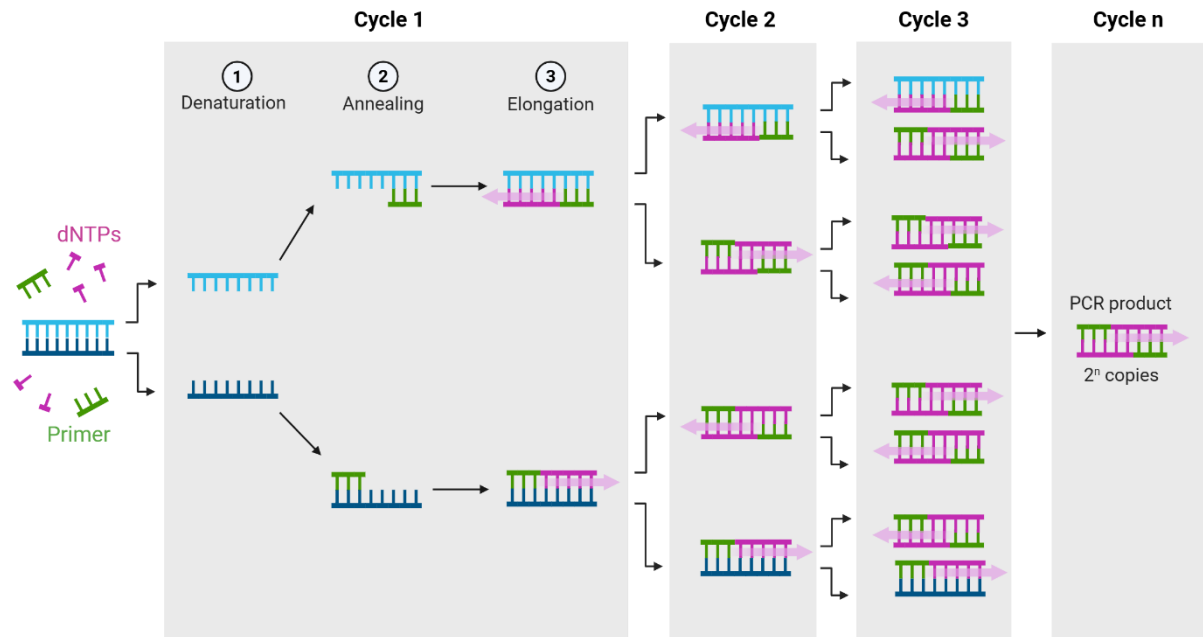 Cycle 1
Cycle 2
Cycle 3
Cycle n
1
2
3
Denaturation
Annealing
Elongation
dNTPs
Primer
PCR product
2ⁿ copies